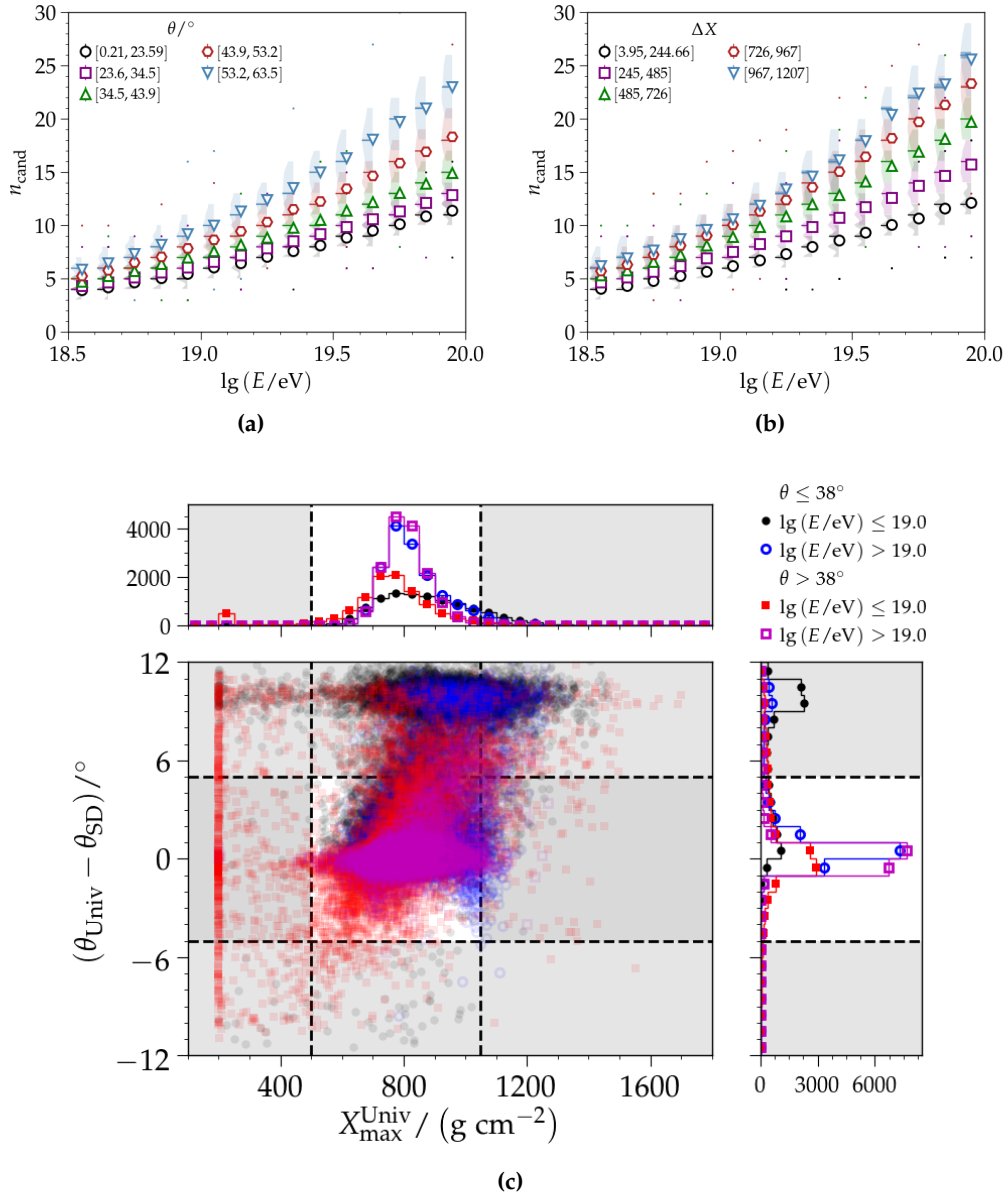 θ/°
[0.21, 23.59]
[23.6, 34.5]
[34.5, 43.9]
[43.9, 53.2]
[53.2, 63.5]
n_cand
30
25
20
15
10
5
0
18.5 19.0 19.5 20.0
lg (E/eV)
(a)
ΔX
[3.95, 244.66]
[245, 485]
[485, 726]
[726, 967]
[967, 1207]
n_cand
30
25
20
15
10
5
0
18.5 19.0 19.5 20.0
lg (E/eV)
(b)
4000
2000
0
θ ≤ 38°
lg (E/eV) ≤ 19.0
lg (E/eV) > 19.0
θ > 38°
lg (E/eV) ≤ 19.0
lg (E/eV) > 19.0
(θ_Univ − θ_SD)/°
12
6
0
−6
−12
400 800 1200 1600
X_max^Univ / (g cm⁻²)
0 3000 6000
(c)